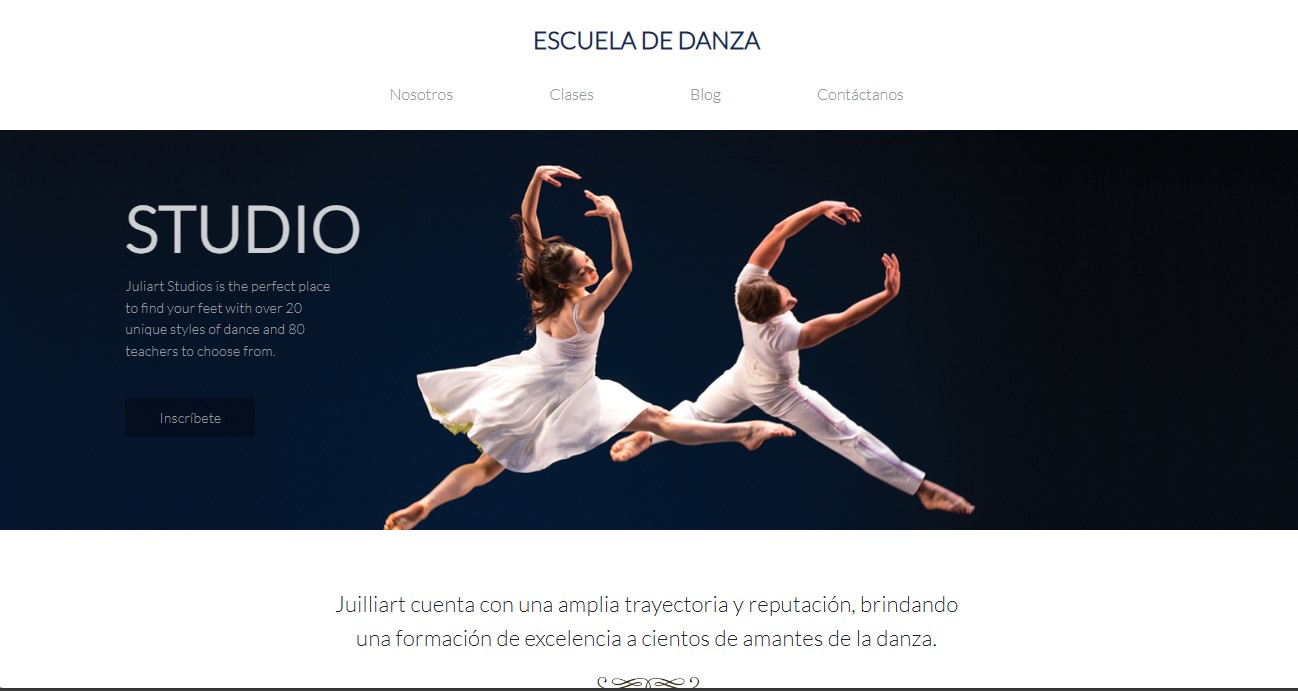 ESCUELA DE DANZA
Nosotros Clases Blog Contáctanos
STUDIO
Juliart Studios is the perfect place
to find your feet with over 20
unique styles of dance and 80
teachers to choose from.
Inscríbete
Juilliart cuenta con una amplia trayectoria y reputación, brindando
una formación de excelencia a cientos de amantes de la danza.